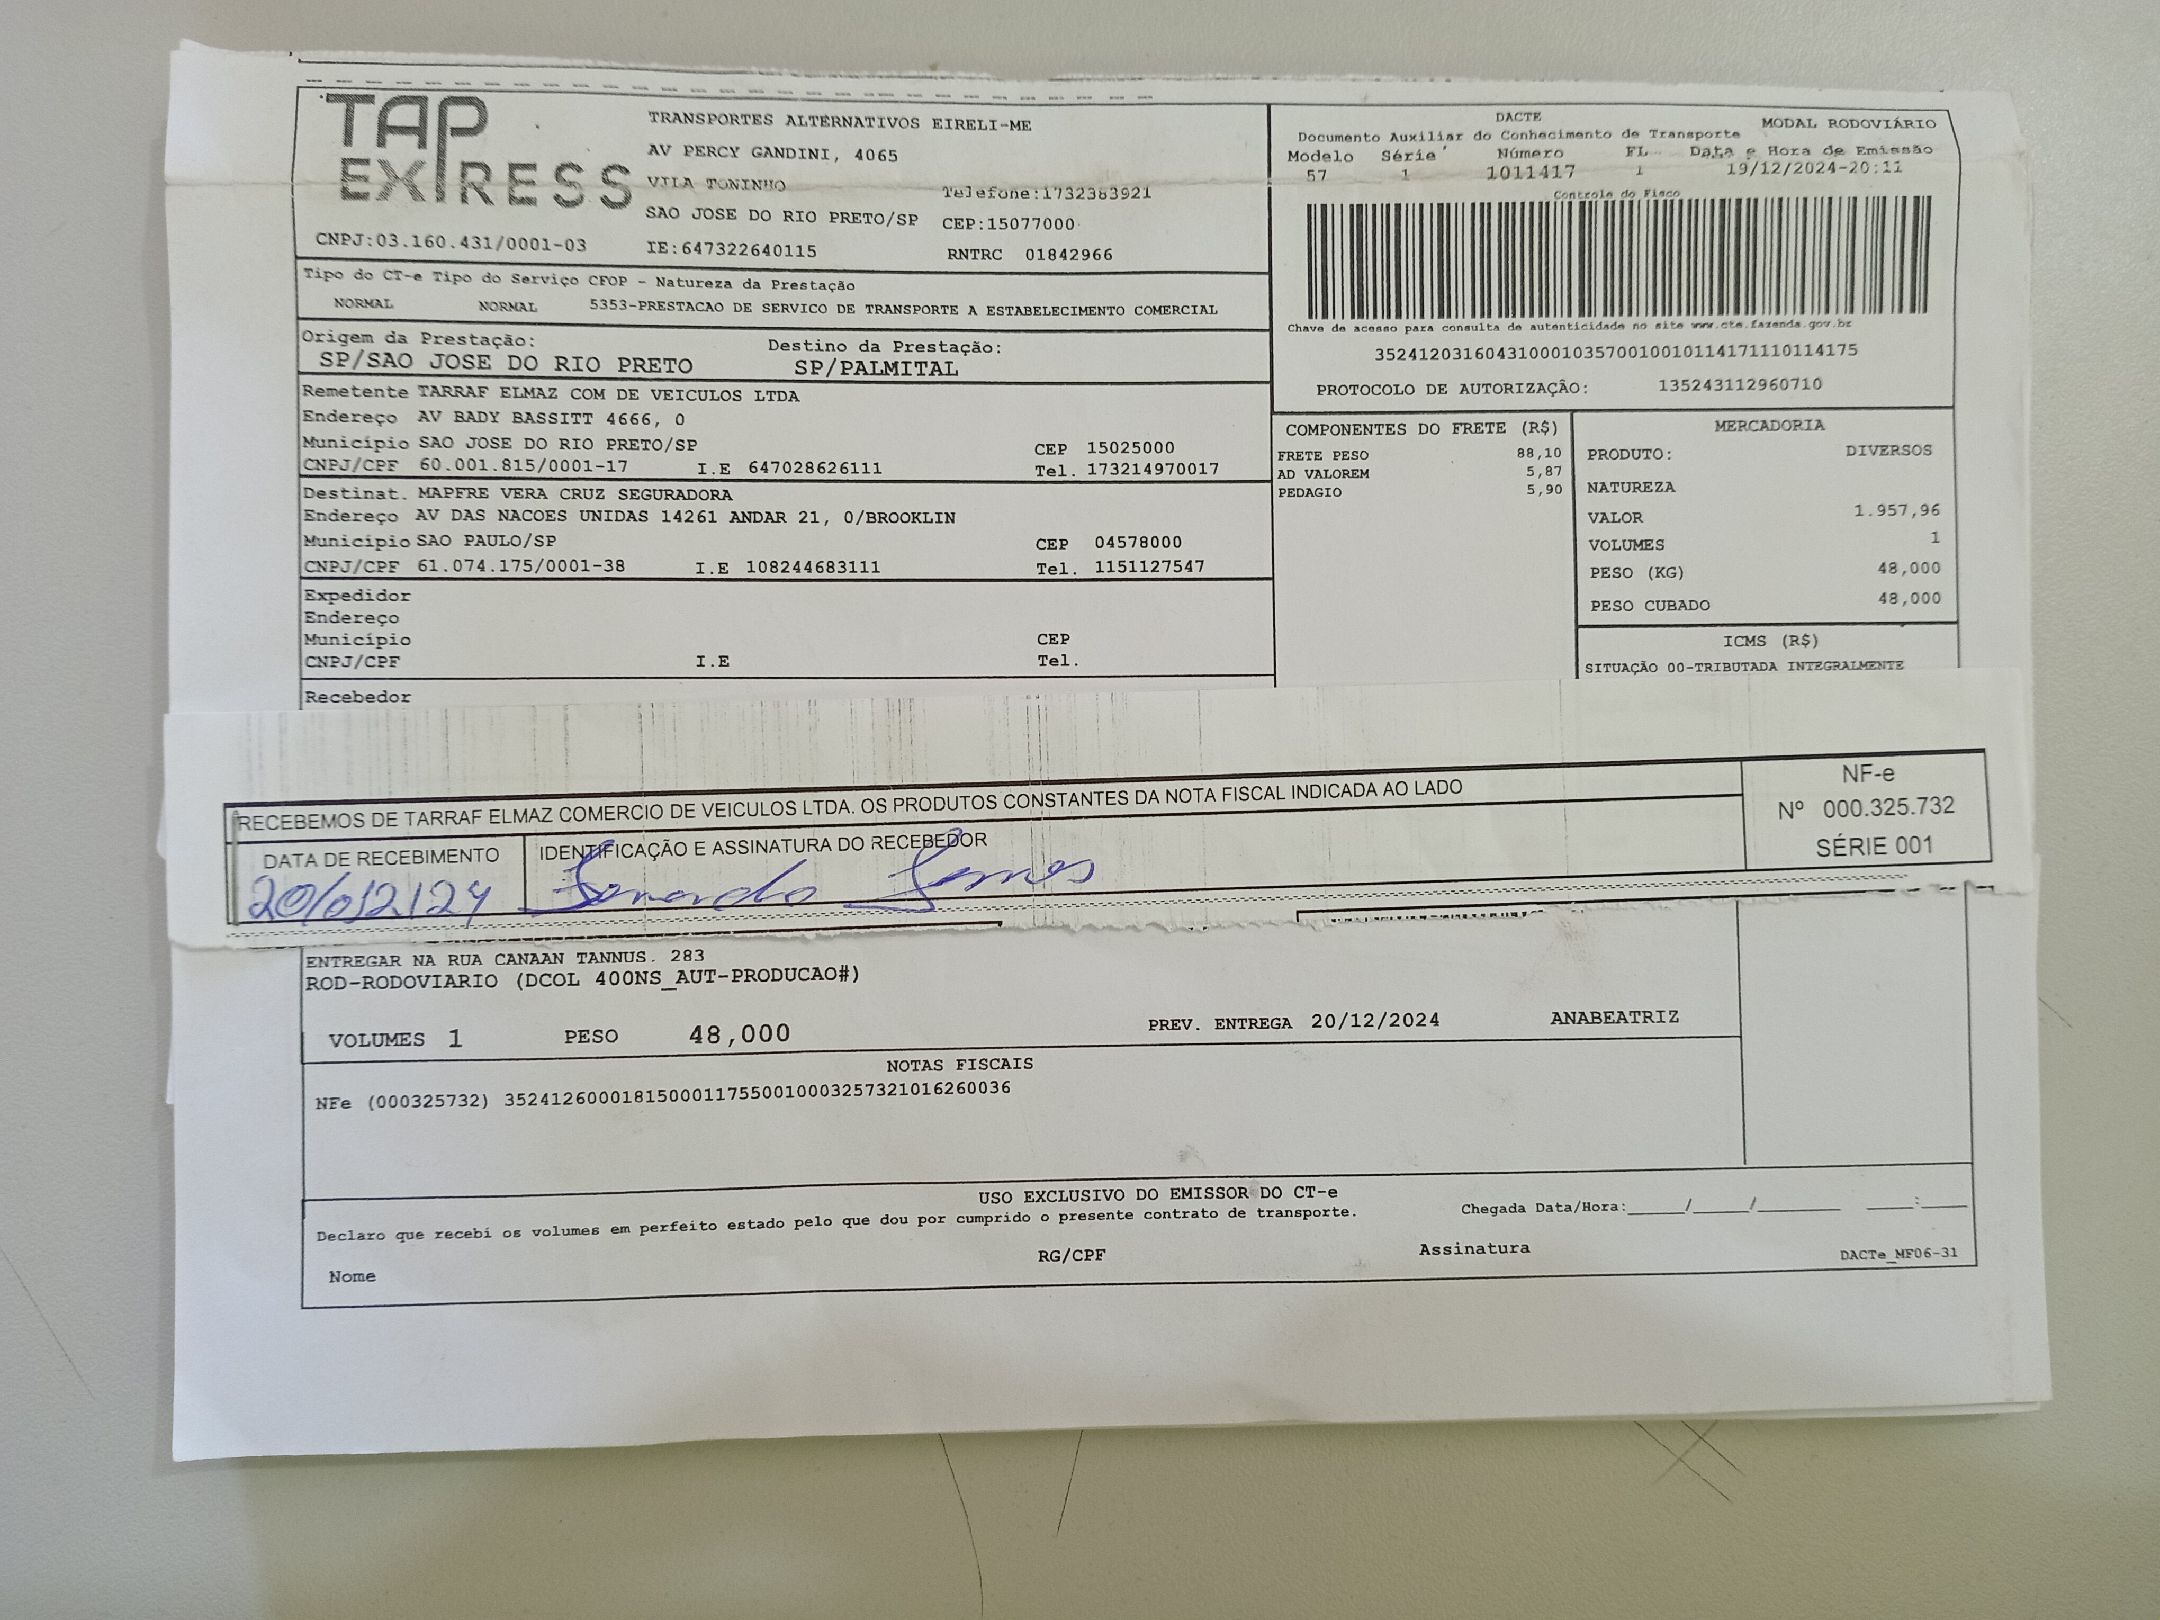 TAP EXPRESS
TRANSPORTES ALTERNATIVOS EIRELI-ME
AV PERCY GANDINI, 4065
VILA TONINHO Telefone:1732383921
SAO JOSE DO RIO PRETO/SP CEP:15077000
CNPJ:03.160.431/0001-03 IE:647322640115 RNTRC 01842966
DACTE MODAL RODOVIÁRIO
Documento Auxiliar do Conhecimento de Transporte
Modelo Série Número FL Data e Hora de Emissão
57 1 1011417 1 19/12/2024-20:11
Controle do Fisco
Chave de acesso para consulta de autenticidade no site www.cte.fazenda.gov.br
35241203160431000103570010010114171110114175
PROTOCOLO DE AUTORIZAÇÃO: 135243112960710
Tipo do CT-e Tipo do Serviço CFOP - Natureza da Prestação
NORMAL NORMAL 5353-PRESTACAO DE SERVICO DE TRANSPORTE A ESTABELECIMENTO COMERCIAL
Origem da Prestação: Destino da Prestação:
SP/SAO JOSE DO RIO PRETO SP/PALMITAL
Remetente TARRAF ELMAZ COM DE VEICULOS LTDA
Endereço AV BADY BASSITT 4666, 0
Município SAO JOSE DO RIO PRETO/SP CEP 15025000
CNPJ/CPF 60.001.815/0001-17 I.E 647028626111 Tel. 173214970017
Destinat. MAPFRE VERA CRUZ SEGURADORA
Endereço AV DAS NACOES UNIDAS 14261 ANDAR 21, 0/BROOKLIN
Município SAO PAULO/SP CEP 04578000
CNPJ/CPF 61.074.175/0001-38 I.E 108244683111 Tel. 1151127547
Expedidor
Endereço
Município CEP
CNPJ/CPF I.E Tel.
Recebedor
COMPONENTES DO FRETE (R$)
FRETE PESO 88,10
AD VALOREM 5,87
PEDAGIO 5,90
MERCADORIA
PRODUTO: DIVERSOS
NATUREZA
VALOR 1.957,96
VOLUMES 1
PESO (KG) 48,000
PESO CUBADO 48,000
ICMS (R$)
SITUAÇÃO 00-TRIBUTADA INTEGRALMENTE
RECEBEMOS DE TARRAF ELMAZ COMERCIO DE VEICULOS LTDA. OS PRODUTOS CONSTANTES DA NOTA FISCAL INDICADA AO LADO
DATA DE RECEBIMENTO IDENTIFICAÇÃO E ASSINATURA DO RECEBEDOR
NF-e
Nº 000.325.732
SÉRIE 001
ENTREGAR NA RUA CANAAN TANNUS. 283
ROD-RODOVIARIO (DCOL 400NS_AUT-PRODUCAO#)
VOLUMES 1 PESO 48,000 PREV. ENTREGA 20/12/2024 ANABEATRIZ
NOTAS FISCAIS
NFe (000325732) 35241260001815000117550010003257321016260036
USO EXCLUSIVO DO EMISSOR DO CT-e
Declaro que recebi os volumes em perfeito estado pelo que dou por cumprido o presente contrato de transporte. Chegada Data/Hora:_____/_____/________ _____:_____
Nome RG/CPF Assinatura DACTe_MF06-31